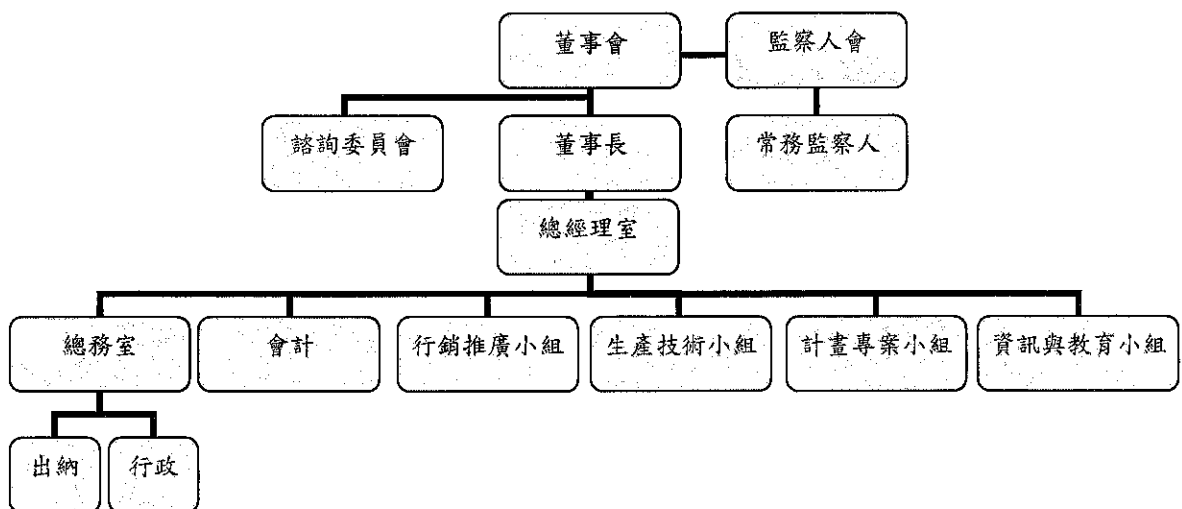 董事會
監察人會
諮詢委員會
董事長
常務監察人
總經理室
總務室
會計
行銷推廣小組
生產技術小組
計畫專案小組
資訊與教育小組
出納
行政